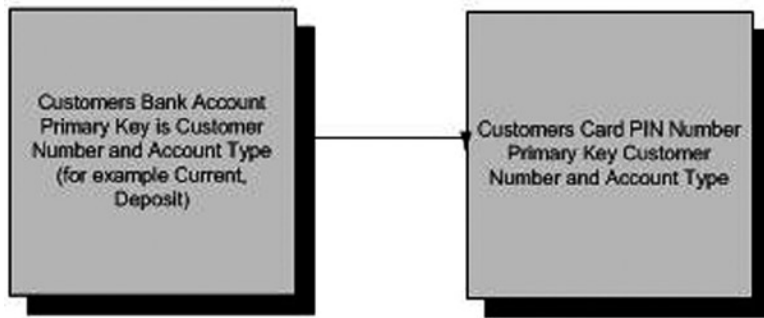 Customers Bank Account
Primary Key is Customer
Number and Account Type
(for example Current,
Deposit)
Customers Card PIN Number
Primary Key Customer
Number and Account Type